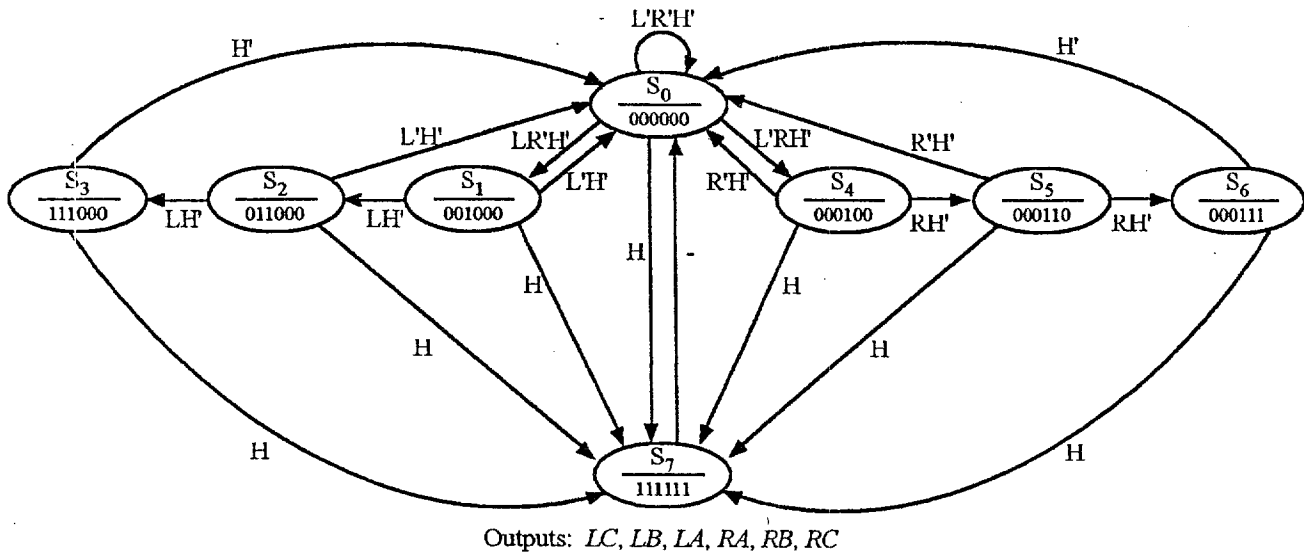 L'R'H'
H'
H'
S0
000000
L'H'
LR'H'
L'RH'
R'H'
L'H'
R'H'
S3
111000
LH'
S2
011000
LH'
S1
001000
S4
000100
RH'
S5
000110
RH'
S6
000111
H
H
H
H
H
H
H
S7
111111
Outputs: LC, LB, LA, RA, RB, RC